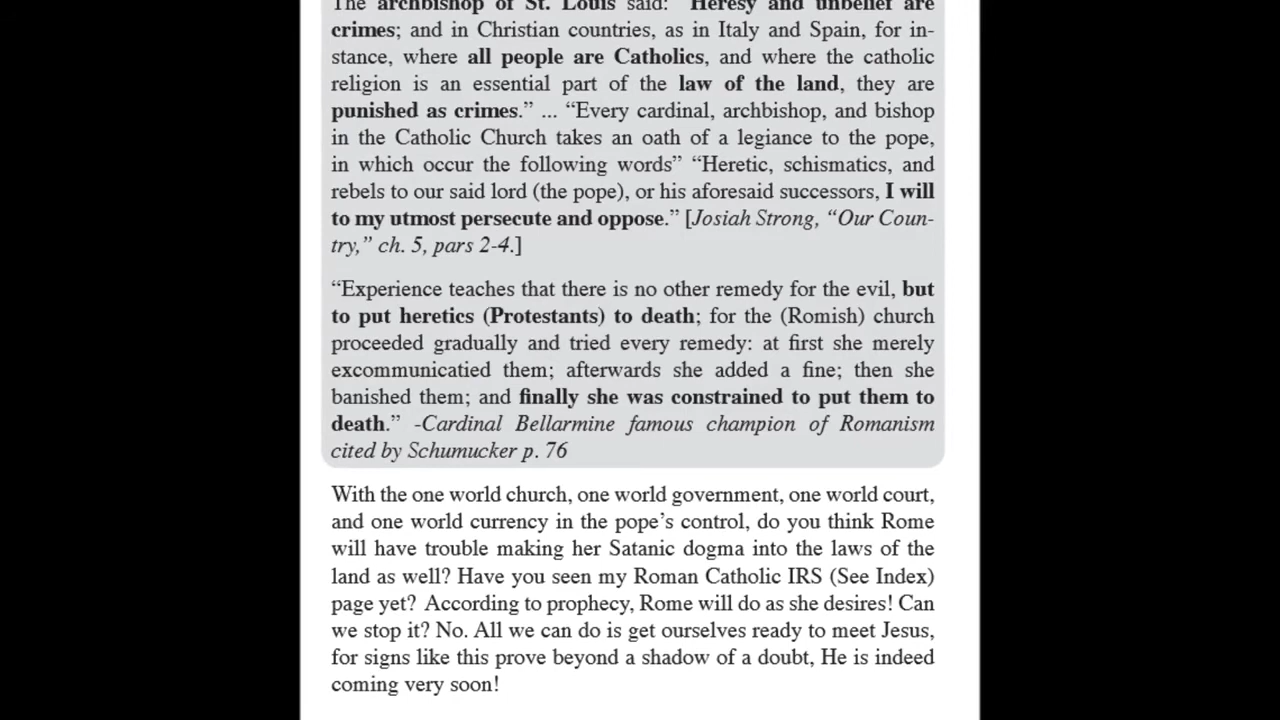 The archbishop of St. Louis said: "Heresy and unbelief are
crimes; and in Christian countries, as in Italy and Spain, for in-
stance, where all people are Catholics, and where the catholic
religion is an essential part of the law of the land, they are
punished as crimes.” ... “Every cardinal, archbishop, and bishop
in the Catholic Church takes an oath of a legiance to the pope,
in which occur the following words” “Heretic, schismatics, and
rebels to our said lord (the pope), or his aforesaid successors, I will
to my utmost persecute and oppose.” [Josiah Strong, “Our Coun-
try,” ch. 5, pars 2-4.]
“Experience teaches that there is no other remedy for the evil, but
to put heretics (Protestants) to death; for the (Romish) church
proceeded gradually and tried every remedy: at first she merely
excommunicatied them; afterwards she added a fine; then she
banished them; and finally she was constrained to put them to
death.” -Cardinal Bellarmine famous champion of Romanism
cited by Schumucker p. 76
With the one world church, one world government, one world court,
and one world currency in the pope’s control, do you think Rome
will have trouble making her Satanic dogma into the laws of the
land as well? Have you seen my Roman Catholic IRS (See Index)
page yet? According to prophecy, Rome will do as she desires! Can
we stop it? No. All we can do is get ourselves ready to meet Jesus,
for signs like this prove beyond a shadow of a doubt, He is indeed
coming very soon!